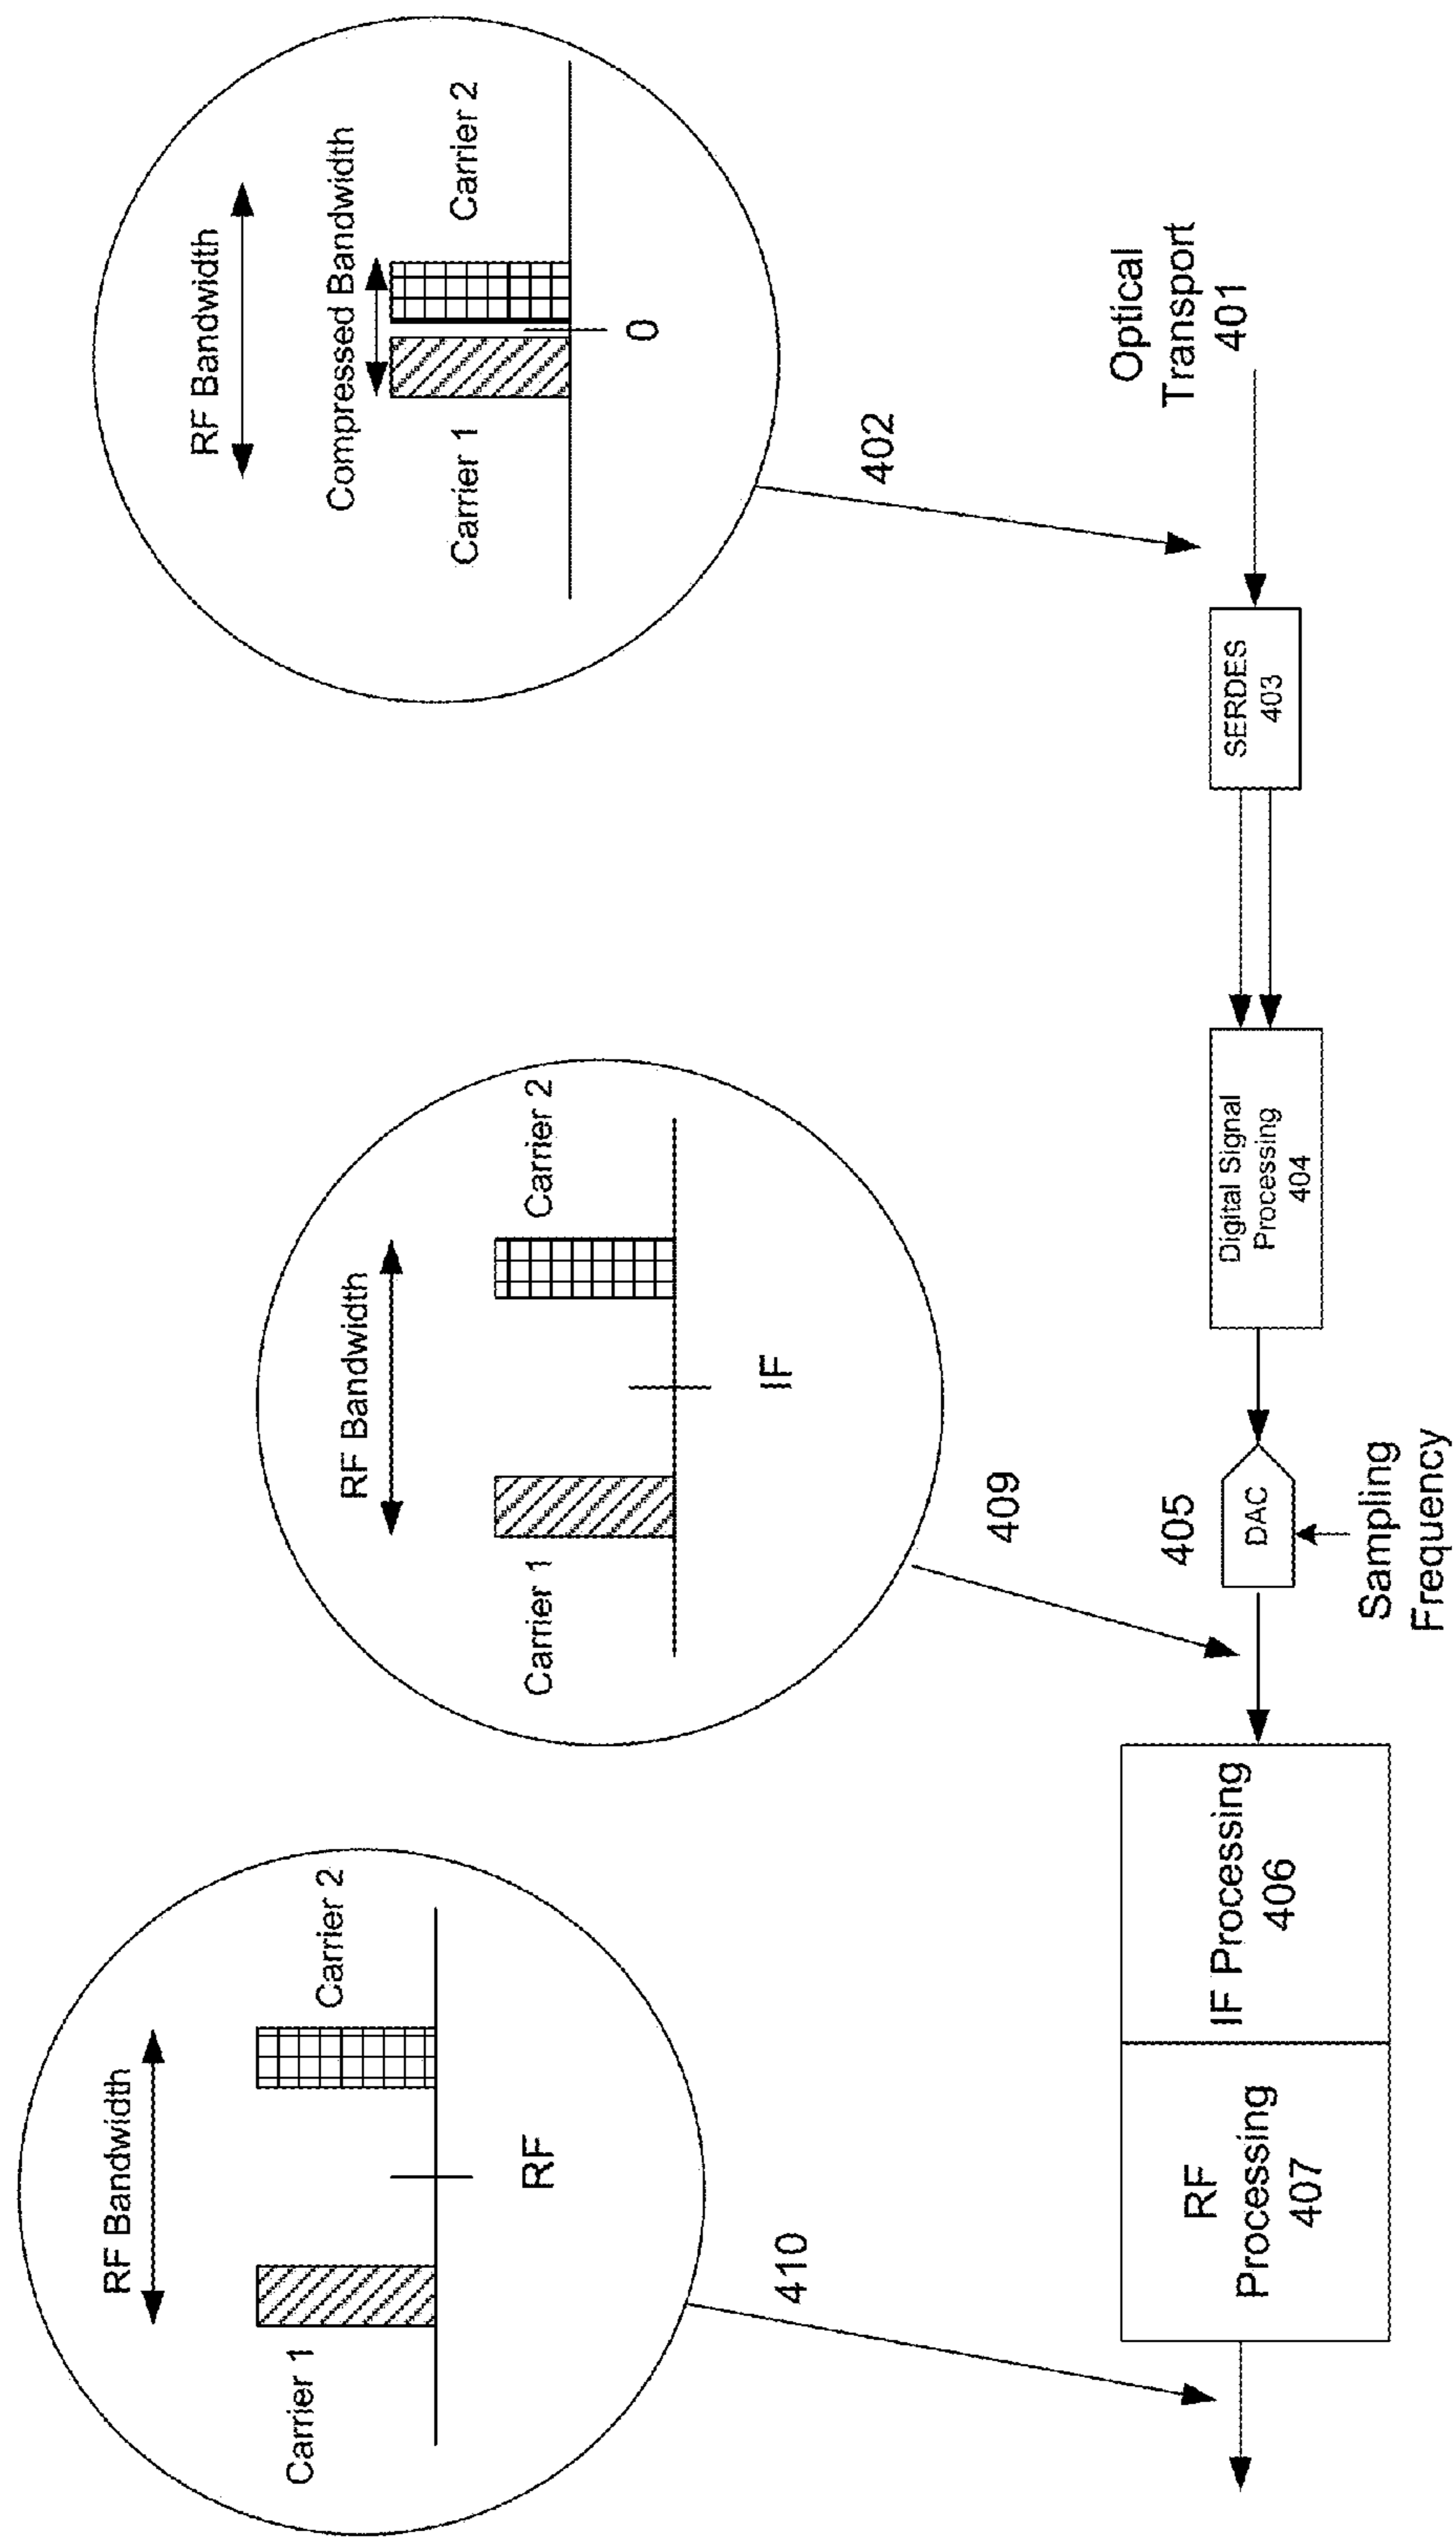 RF Bandwidth
Carrier 1
Carrier 2
RF
410
RF Bandwidth
Carrier 1
Carrier 2
IF
409
RF Bandwidth
Compressed Bandwidth
Carrier 1
Carrier 2
0
402
RF
Processing
407
IF Processing
406
405
DAC
Sampling
Frequency
Digital Signal
Processing
404
SERDES
403
Optical
Transport
401